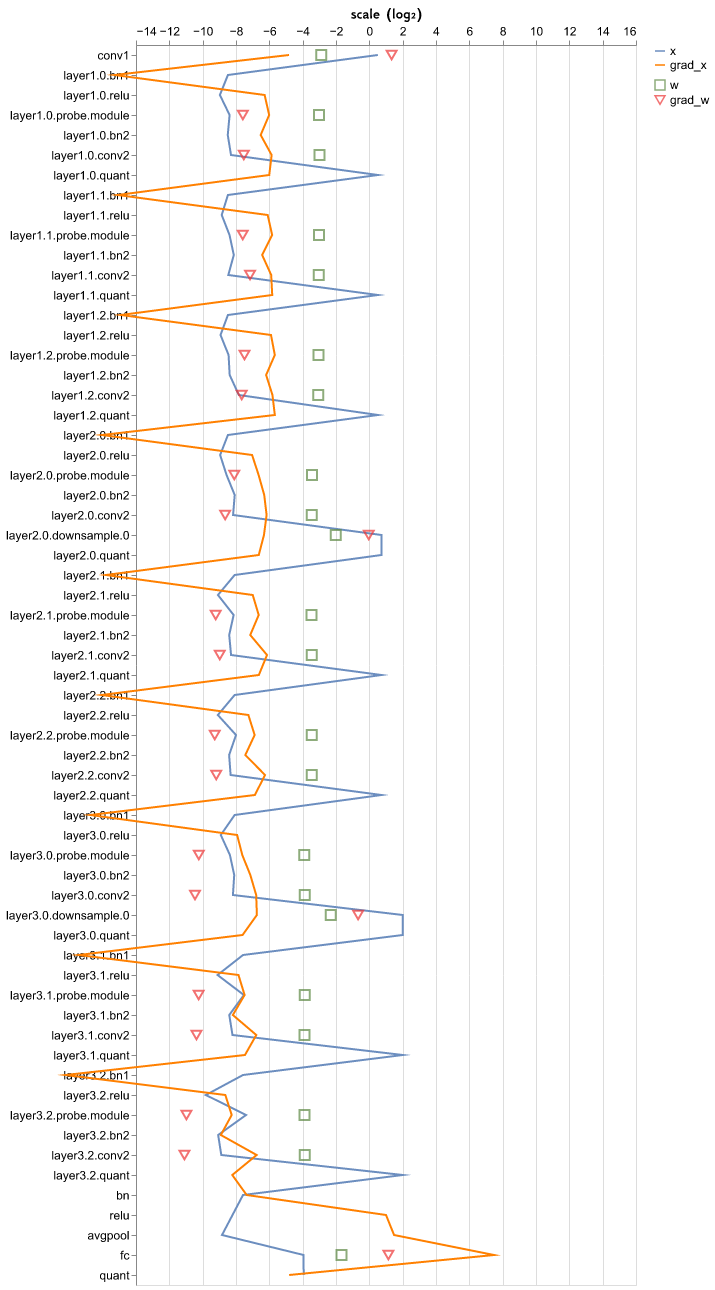 scale (log₂)
−14 −12 −10 −8 −6 −4 −2 0 2 4 6 8 10 12 14 16
x
grad_x
w
grad_w
conv1
layer1.0.bn1
layer1.0.relu
layer1.0.probe.module
layer1.0.bn2
layer1.0.conv2
layer1.0.quant
layer1.1.bn1
layer1.1.relu
layer1.1.probe.module
layer1.1.bn2
layer1.1.conv2
layer1.1.quant
layer1.2.bn1
layer1.2.relu
layer1.2.probe.module
layer1.2.bn2
layer1.2.conv2
layer1.2.quant
layer2.0.bn1
layer2.0.relu
layer2.0.probe.module
layer2.0.bn2
layer2.0.conv2
layer2.0.downsample.0
layer2.0.quant
layer2.1.bn1
layer2.1.relu
layer2.1.probe.module
layer2.1.bn2
layer2.1.conv2
layer2.1.quant
layer2.2.bn1
layer2.2.relu
layer2.2.probe.module
layer2.2.bn2
layer2.2.conv2
layer2.2.quant
layer3.0.bn1
layer3.0.relu
layer3.0.probe.module
layer3.0.bn2
layer3.0.conv2
layer3.0.downsample.0
layer3.0.quant
layer3.1.bn1
layer3.1.relu
layer3.1.probe.module
layer3.1.bn2
layer3.1.conv2
layer3.1.quant
layer3.2.bn1
layer3.2.relu
layer3.2.probe.module
layer3.2.bn2
layer3.2.conv2
layer3.2.quant
bn
relu
avgpool
fc
quant